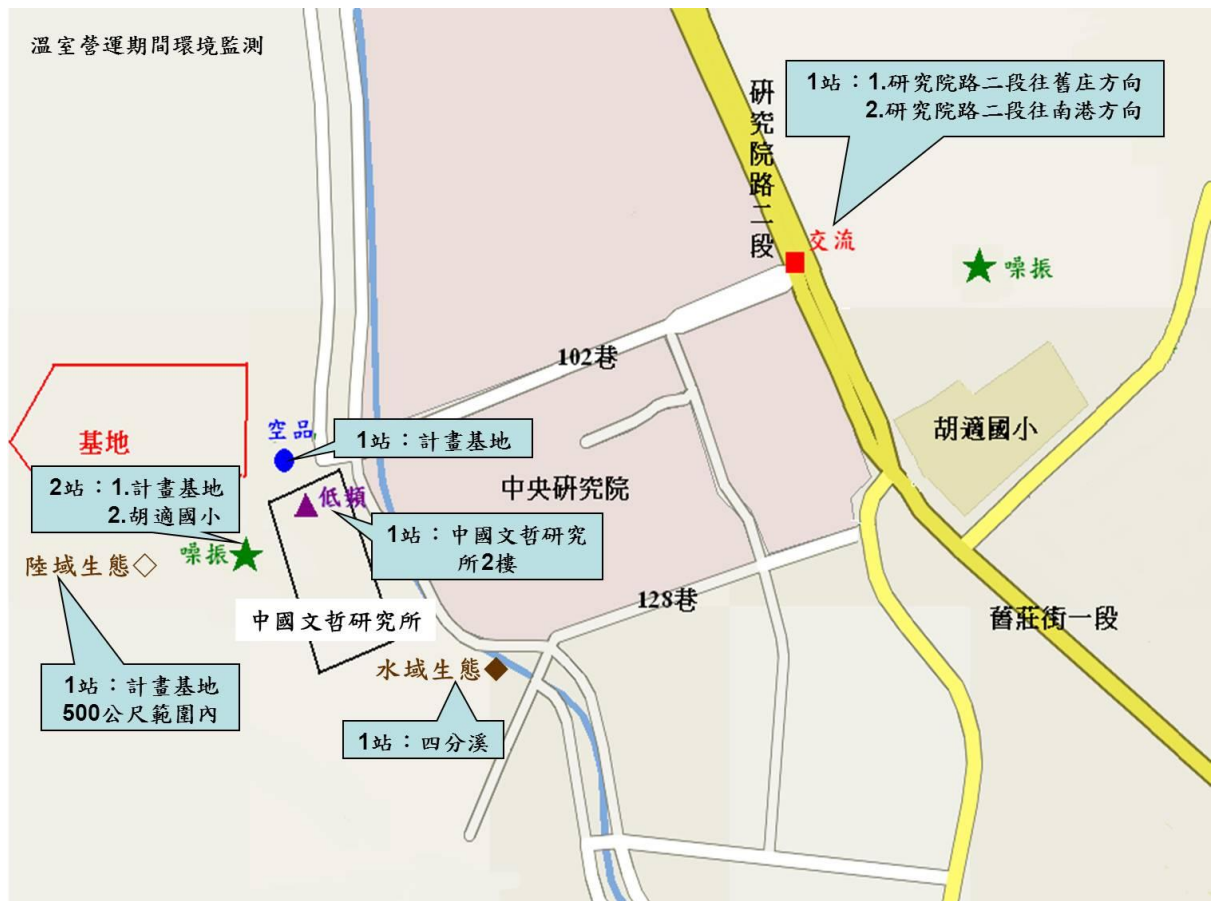 溫室營運期間環境監測
1站：1.研究院路二段往舊庄方向
2.研究院路二段往南港方向
研究院路二段
交流
噪振
102巷
胡適國小
基地
空品
1站：計畫基地
2站：1.計畫基地
2.胡適國小
低頻
中央研究院
1站：中國文哲研究
所2樓
噪振
陸域生態
128巷
中國文哲研究所
舊莊街一段
水域生態
1站：計畫基地
500公尺範圍內
1站：四分溪